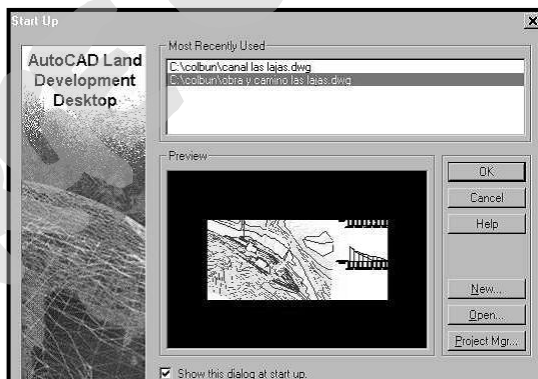 Start Up
AutoCAD Land
Development
Desktop
Most Recently Used
C:\colbun\canal las lajas.dwg
C:\colbun\obra y camino las lajas.dwg
Preview
OK
Cancel
Help
New...
Open...
Project Mgr...
Show this dialog at start up.